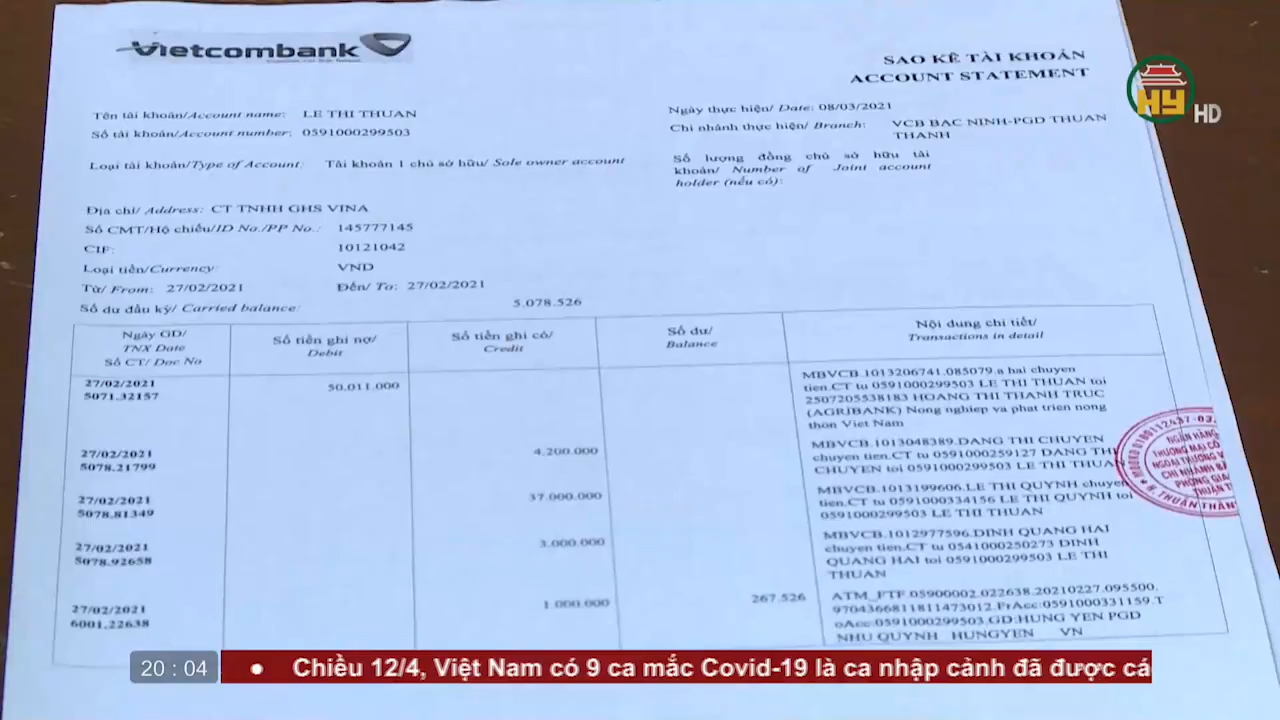 Vietcombank
SAO KÊ TÀI KHOẢN
ACCOUNT STATEMENT
HY HD
Tên tài khoản/Account name: LE THI THUAN
Số tài khoản/Account number: 0591000299503
Ngày thực hiện/ Date: 08/03/2021
Chi nhánh thực hiện/ Branch: VCB BAC NINH-PGD THUAN
THANH
Loại tài khoản/Type of Account: Tài khoản 1 chủ sở hữu/ Sole owner account
Số lượng đồng chủ sở hữu tài
khoản/ Number of Joint account
holder (nếu có):
Địa chỉ/ Address: CT TNHH GHS VINA
Số CMT/Hộ chiếu/ID No./PP No.: 145777145
CIF: 10121042
Loại tiền/Currency: VND
Từ/ From: 27/02/2021 Đến/ To: 27/02/2021
Số dư đầu kỳ/ Carried balance: 5.078.526
Ngày GD/
TNX Date
Số CT/ Doc No
Số tiền ghi nợ/
Debit
Số tiền ghi có/
Credit
Số dư/
Balance
Nội dung chi tiết/
Transactions in detail
27/02/2021 50.011.000
5071.32157
MBVCB.1013206741.085079.a hai chuyen
tien.CT tu 0591000299503 LE THI THUAN toi
2507205538183 HOANG THI THANH TRUC
(AGRIBANK) Nong nghiep va phat trien nong
thon Viet Nam
27/02/2021 4.200.000
5078.21799
MBVCB.1013048389.DANG THI CHUYEN
chuyen tien.CT tu 0591000259127 DANG THI
CHUYEN toi 0591000299503 LE THI THUAN
27/02/2021 37.000.000
5078.81349
MBVCB.1013199606.LE THI QUYNH chuyen
tien.CT tu 0591000334156 LE THI QUYNH toi
0591000299503 LE THI THUAN
27/02/2021 3.000.000
5078.92658
MBVCB.1012977596.DINH QUANG HAI
chuyen tien.CT tu 0541000250273 DINH
QUANG HAI toi 0591000299503 LE THI
THUAN
27/02/2021 1.000.000 267.526
6001.22638
ATM_FTF.05900002.022638.20210227.095500.
9704366811811473012.FrAcc:0591000331159.T
oAcc:0591000299503.GD:HUNG YEN PGD
NHU QUYNH HUNGYEN VN
NGÂN HÀNG
THƯƠNG MẠI CỔ
NGOẠI THƯƠNG V
CHI NHÁNH BẮ
PHÒNG GIA
H. THUẬN THÀN
20 : 04
• Chiều 12/4, Việt Nam có 9 ca mắc Covid-19 là ca nhập cảnh đã được cá